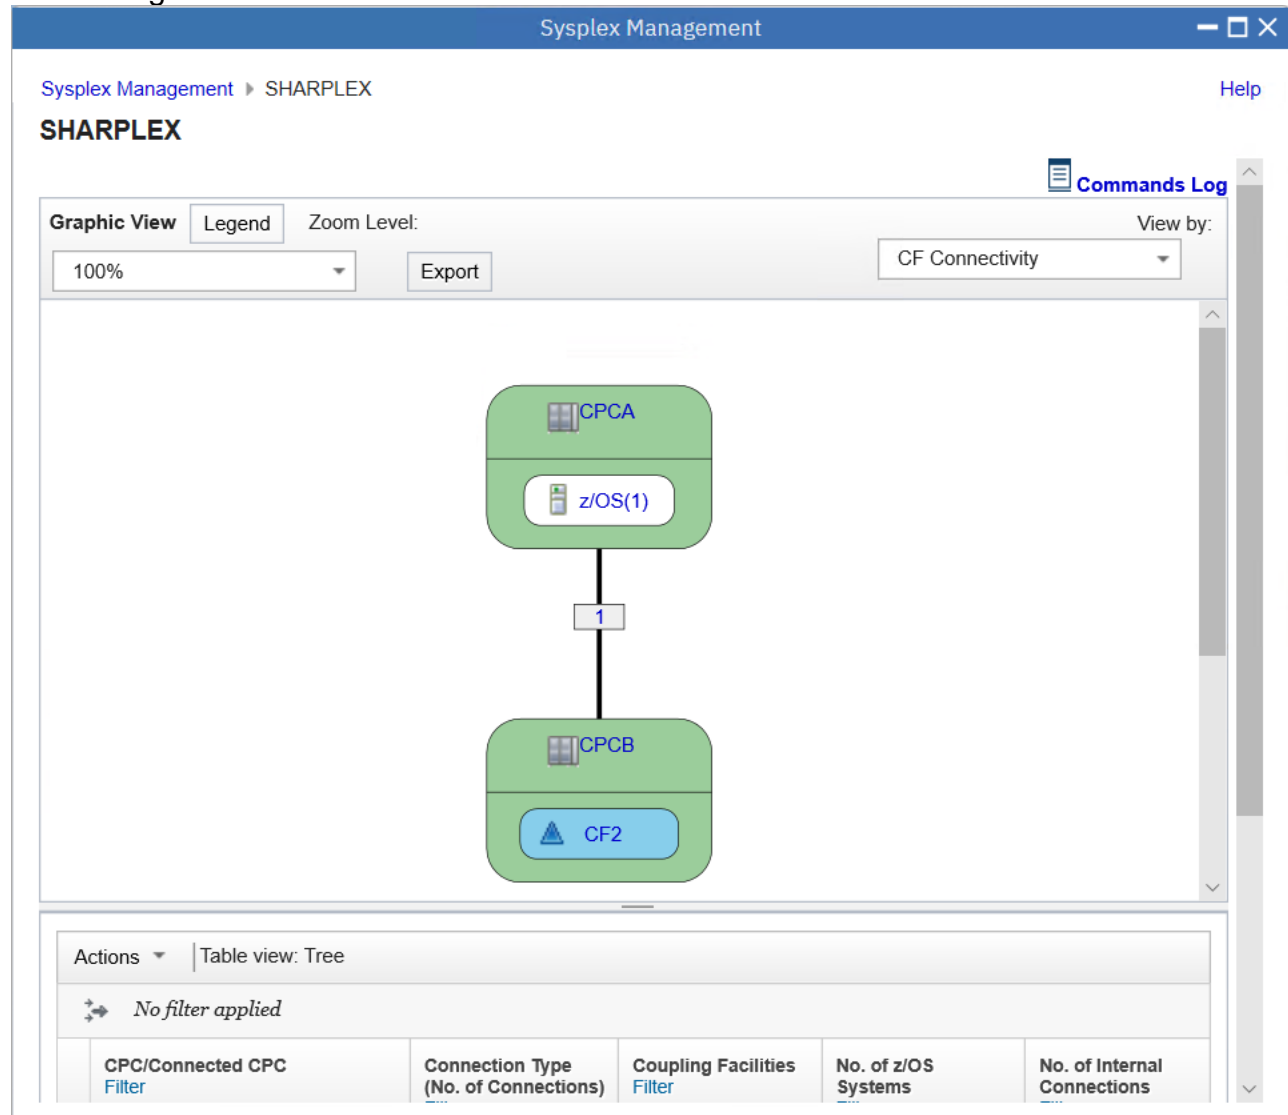 Sysplex Management
Sysplex Management SHARPLEX Help
SHARPLEX
Commands Log
Graphic View Legend Zoom Level: View by:
100% Export CF Connectivity
CPCA
z/OS(1)
1
CPCB
CF2
Actions Table view: Tree
No filter applied
CPC/Connected CPC Connection Type Coupling Facilities No. of z/OS No. of Internal
Filter (No. of Connections) Filter Systems Connections